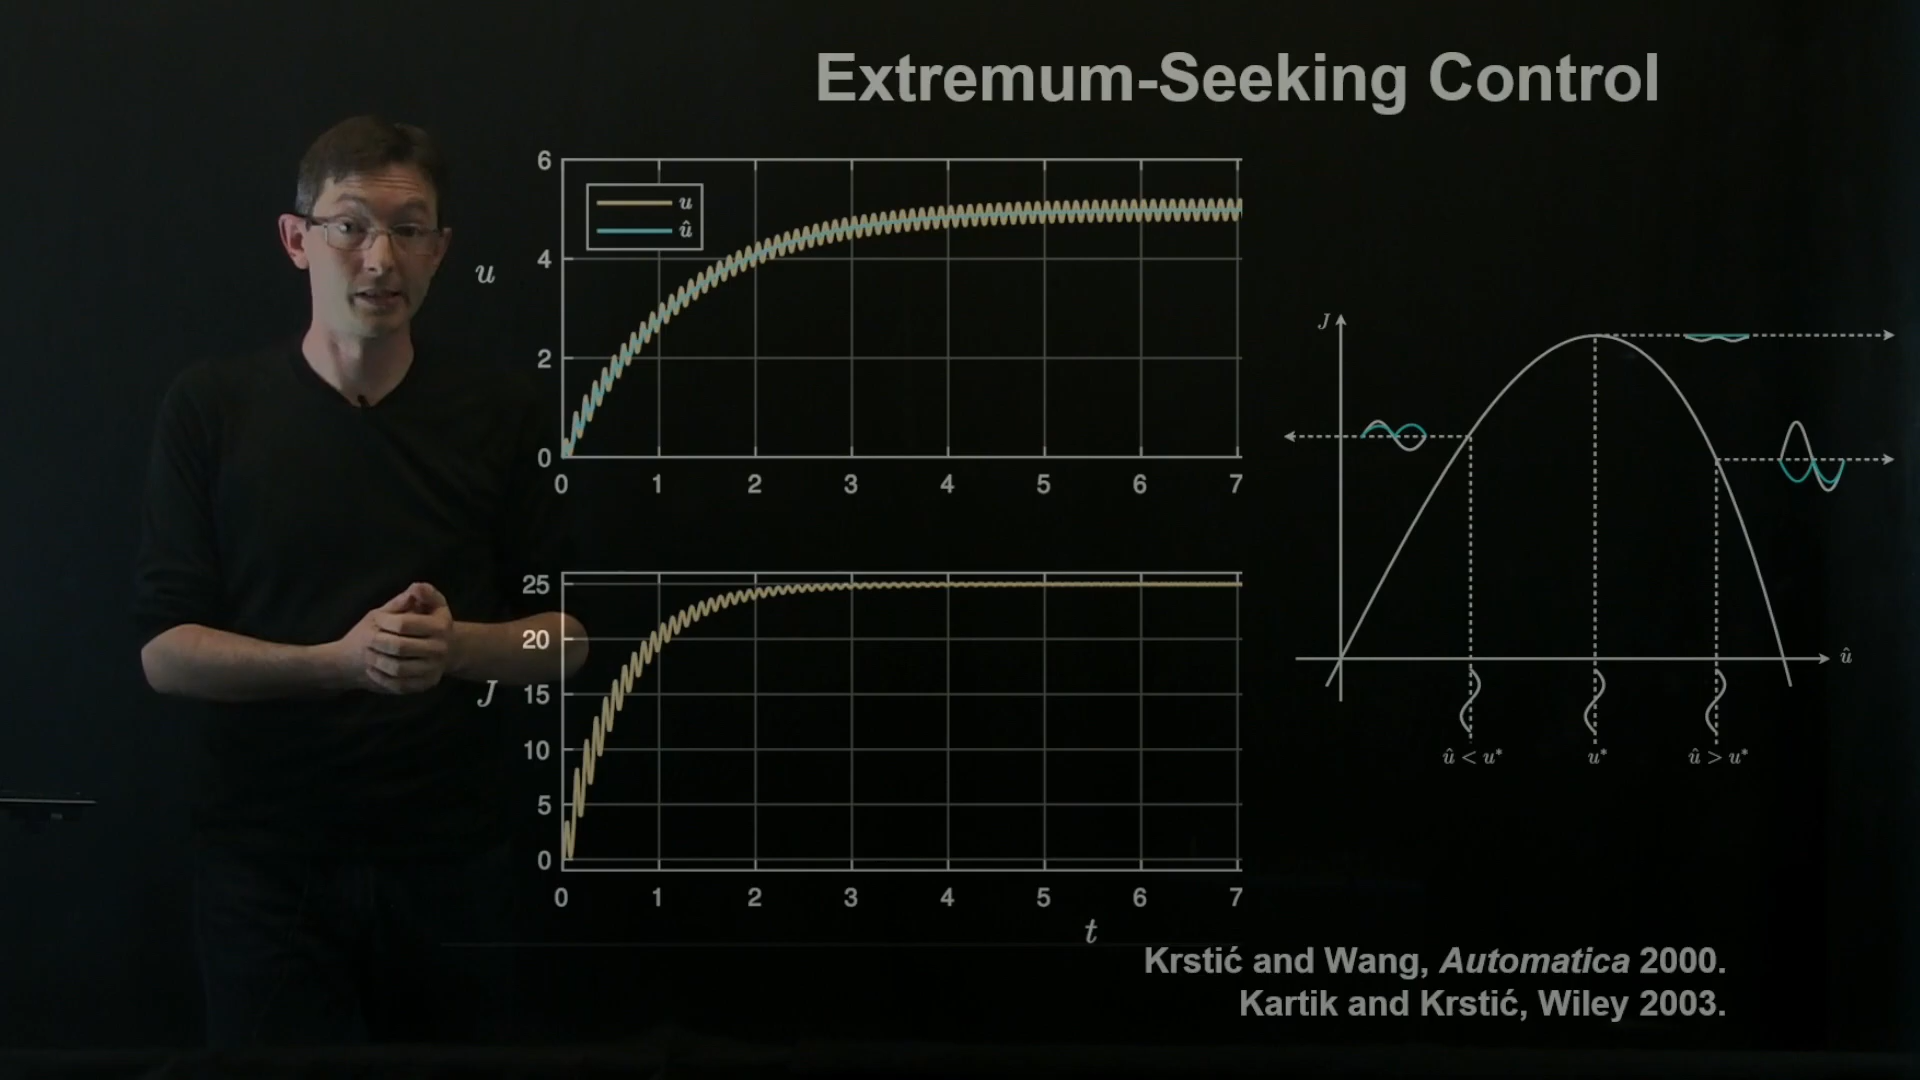 Extremum-Seeking Control
6
u
û
4
u
2
0
0 1 2 3 4 5 6 7
25
20
J
15
10
5
0
0 1 2 3 4 5 6 7
t
J
û
û < u*
u*
û > u*
Krstić and Wang, Automatica 2000.
Kartik and Krstić, Wiley 2003.